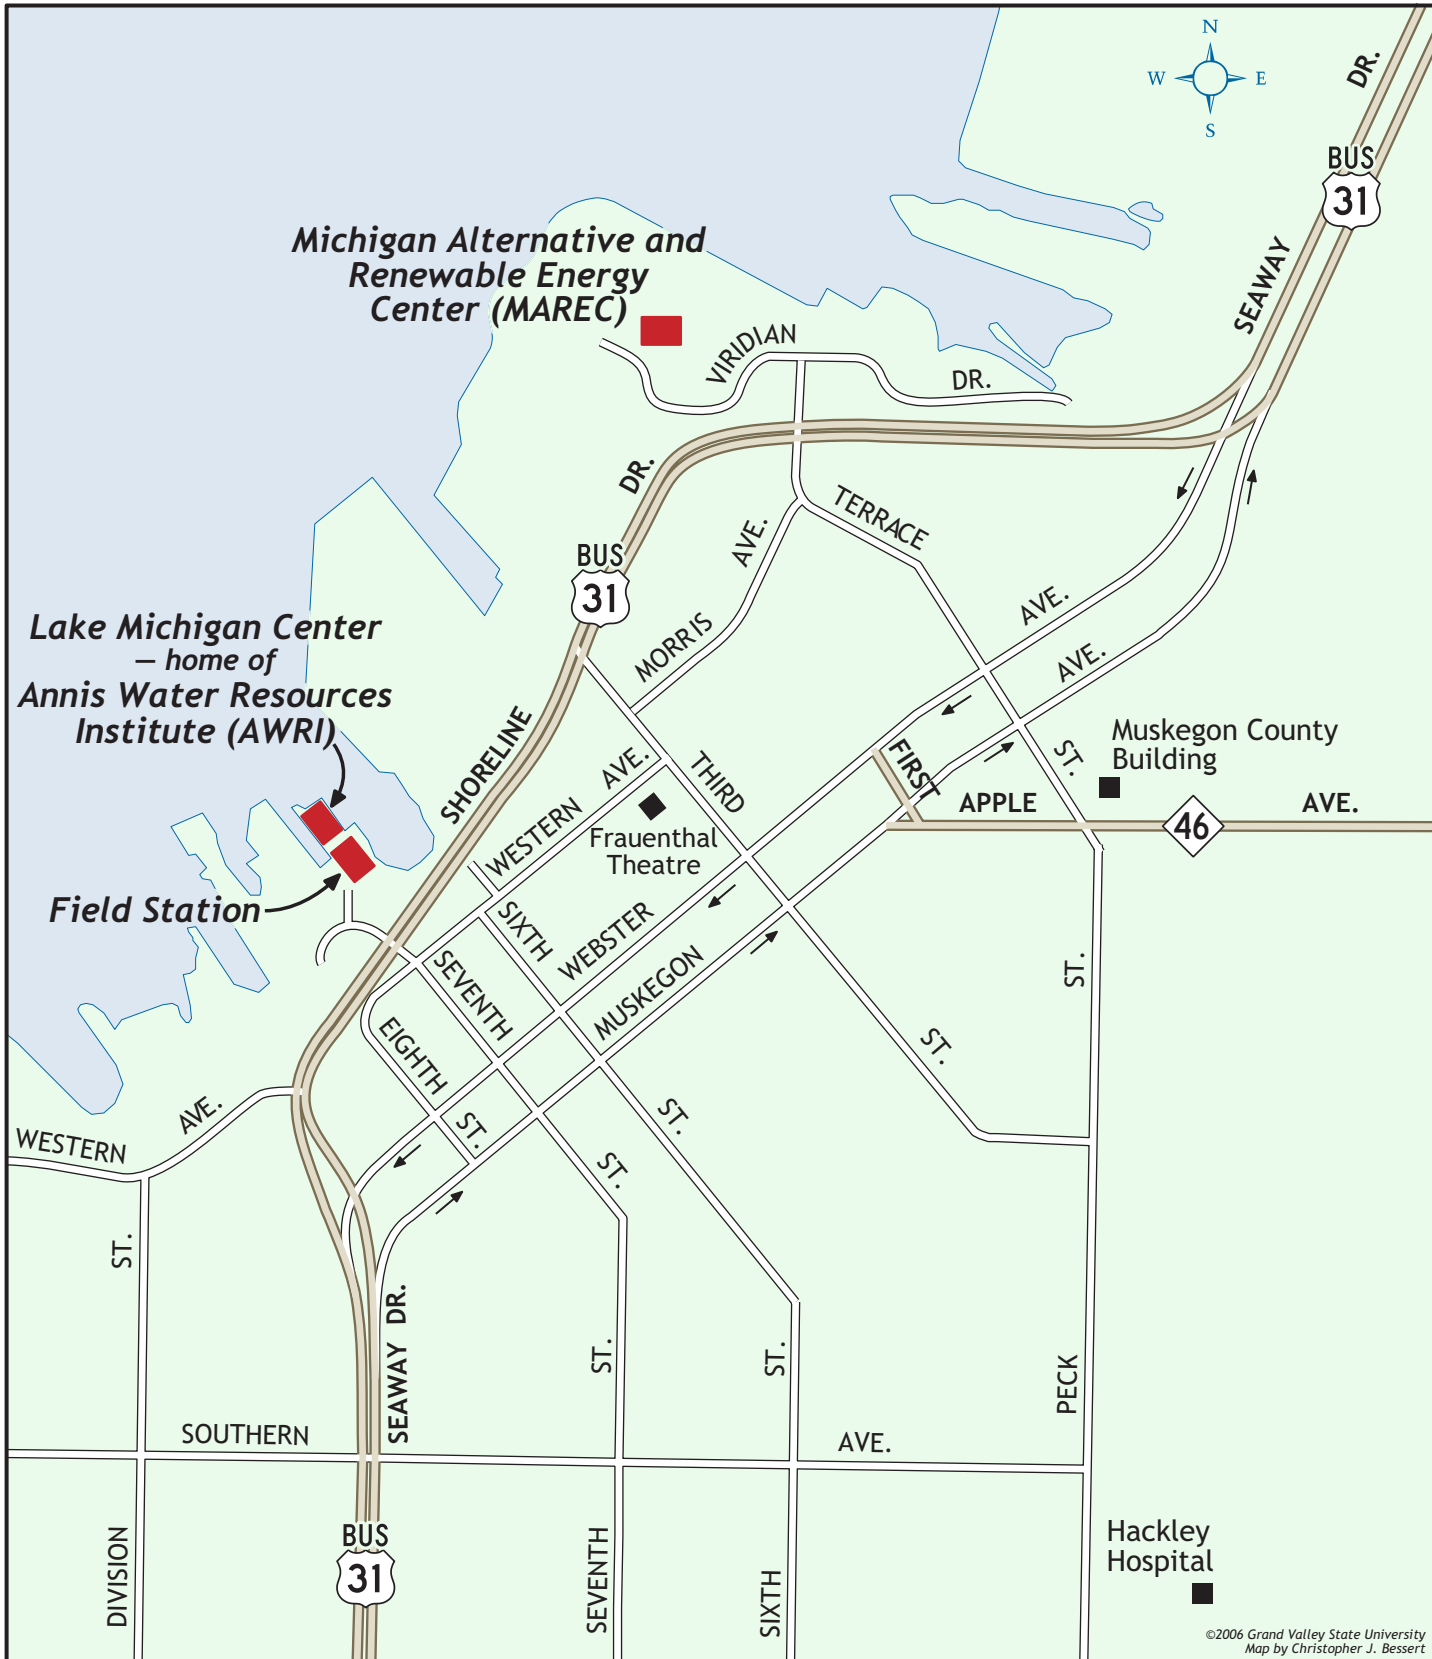 N
W
E
S
DR.
BUS
31
SEAWAY
Michigan Alternative and
Renewable Energy
Center (MAREC)
VIRIDIAN
DR.
DR.
TERRACE
AVE.
BUS
31
MORRIS
AVE.
AVE.
Lake Michigan Center
— home of
Annis Water Resources
Institute (AWRI)
SHORELINE
THIRD
FIRST
ST.
Muskegon County
Building
AVE.
WESTERN
Frauenthal
Theatre
APPLE
46
AVE.
Field Station
SIXTH
WEBSTER
SEVENTH
MUSKEGON
ST.
EIGHTH
ST.
ST.
ST.
ST.
AVE.
WESTERN
ST.
SEAWAY DR.
ST.
ST.
PECK
SOUTHERN
AVE.
DIVISION
BUS
31
SEVENTH
SIXTH
Hackley
Hospital
©2006 Grand Valley State University
Map by Christopher J. Bessert